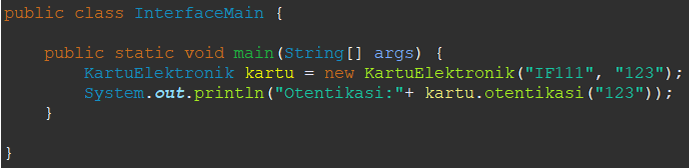 public class InterfaceMain {
public static void main(String[] args) {
KartuElektronik kartu = new KartuElektronik("IF111", "123");
System.out.println("Otentikasi:"+ kartu.otentikasi("123"));
}
}